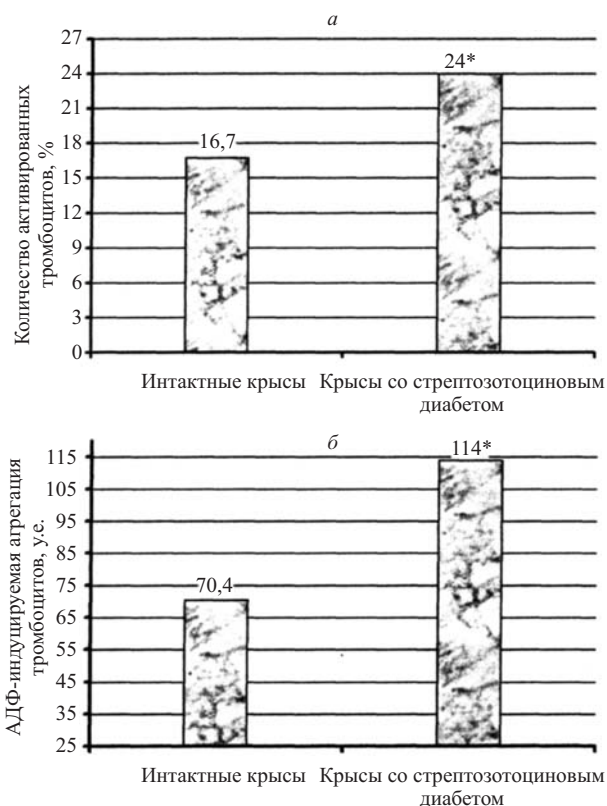 а
Количество активированных
тромбоцитов, %
27
24
21
18
15
12
9
6
3
0
16,7
24*
Интактные крысы
Крысы со стрептозотоциновым
диабетом
б
АДФ-индуцируемая агрегация
тромбоцитов, у.е.
115
105
95
85
75
65
55
45
35
25
70,4
114*
Интактные крысы
Крысы со стрептозотоциновым
диабетом